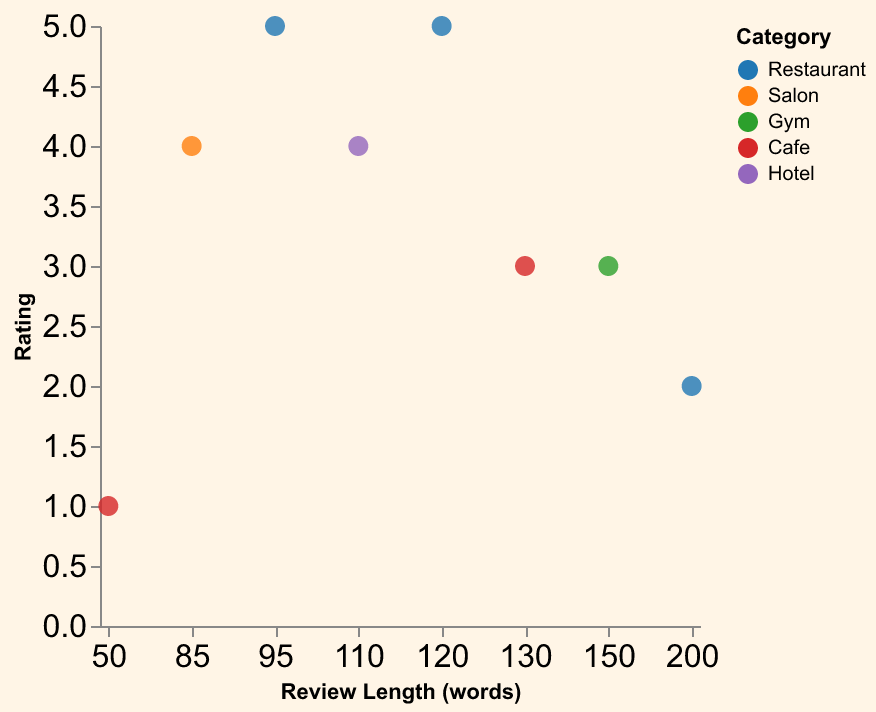 5.0
4.5
4.0
3.5
3.0
2.5
2.0
1.5
1.0
0.5
0.0
Rating
50 85 95 110 120 130 150 200
Review Length (words)
Category
Restaurant
Salon
Gym
Cafe
Hotel